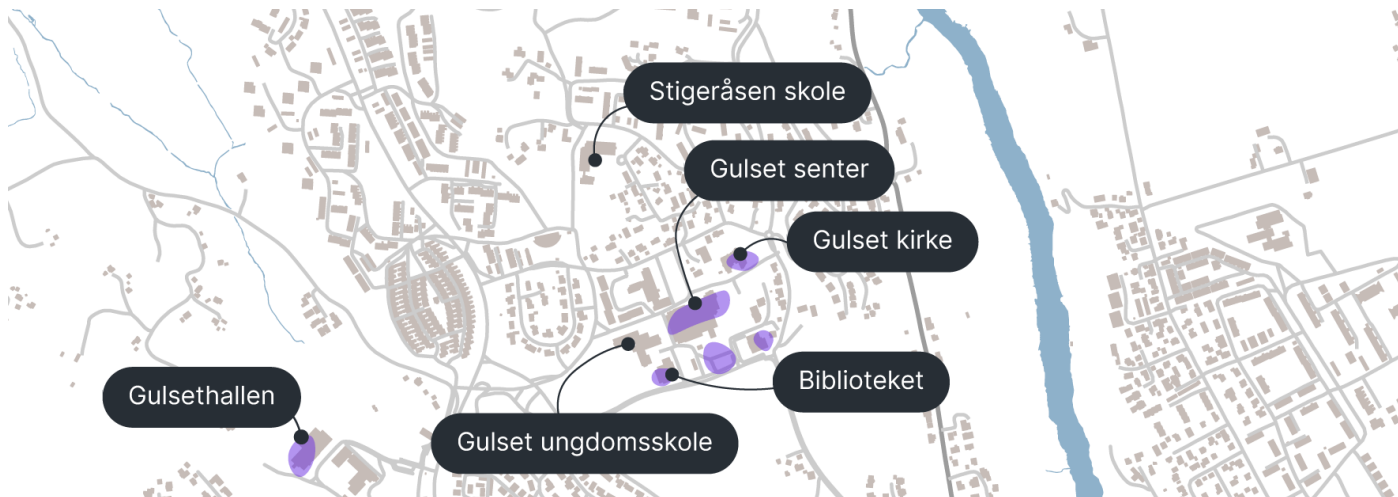 Stigeråsen skole
Gulset senter
Gulset kirke
Biblioteket
Gulsethallen
Gulset ungdomsskole